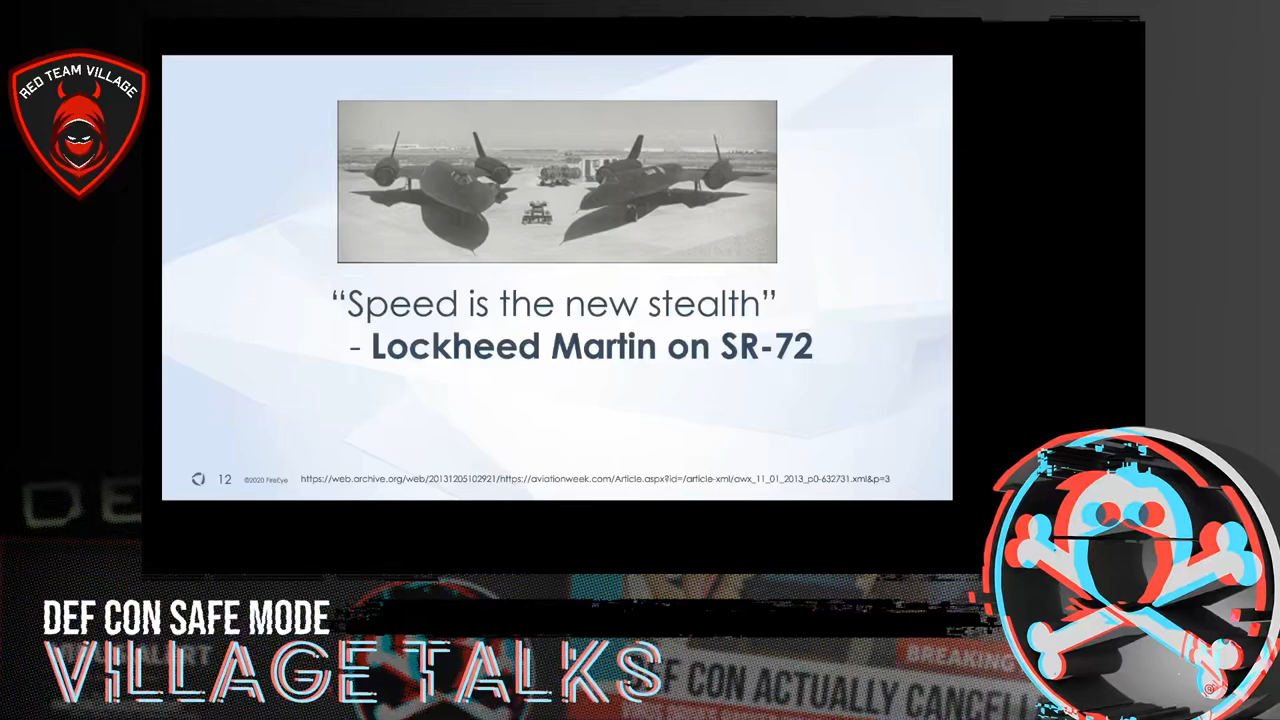 RED TEAM VILLAGE
“Speed is the new stealth”
- Lockheed Martin on SR-72
12 ©2020 FireEye https://web.archive.org/web/20131205102921/https://aviationweek.com/Article.aspx?id=/article-xml/awx_11_01_2013_p0-632731.xml&p=3
DEF CON SAFE MODE
VILLAGE TALKS
BREAKING
DEF CON ACTUALLY CANCELL